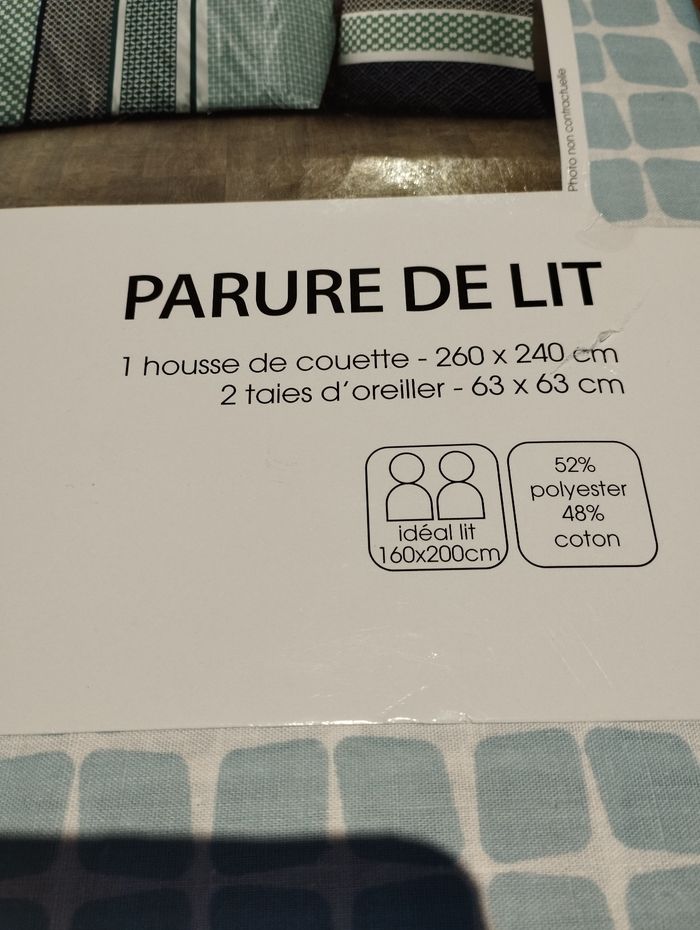 Photo non contractuelle
PARURE DE LIT
1 housse de couette - 260 x 240 cm
2 taies d'oreiller - 63 x 63 cm
idéal lit
160x200cm
52%
polyester
48%
coton